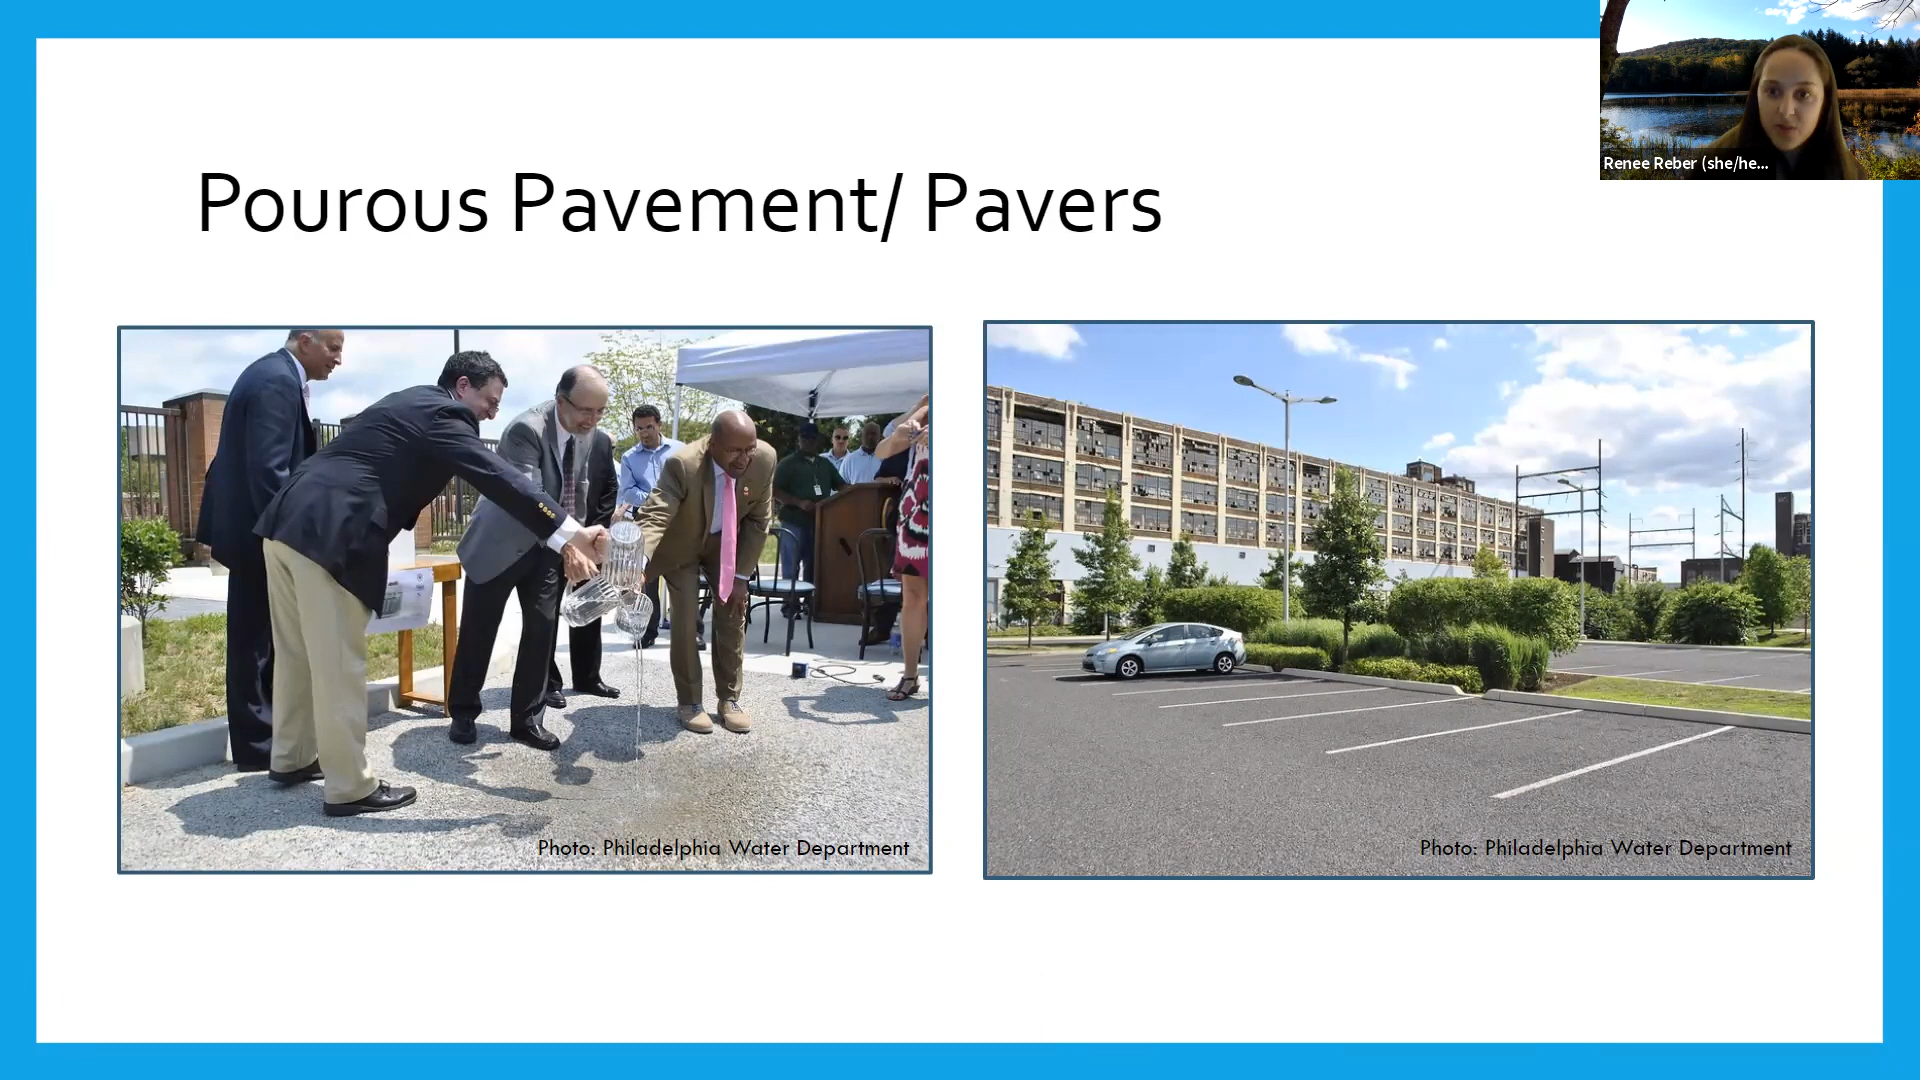 Renee Reber (she/he...
Pourous Pavement/ Pavers
Photo: Philadelphia Water Department
Photo: Philadelphia Water Department